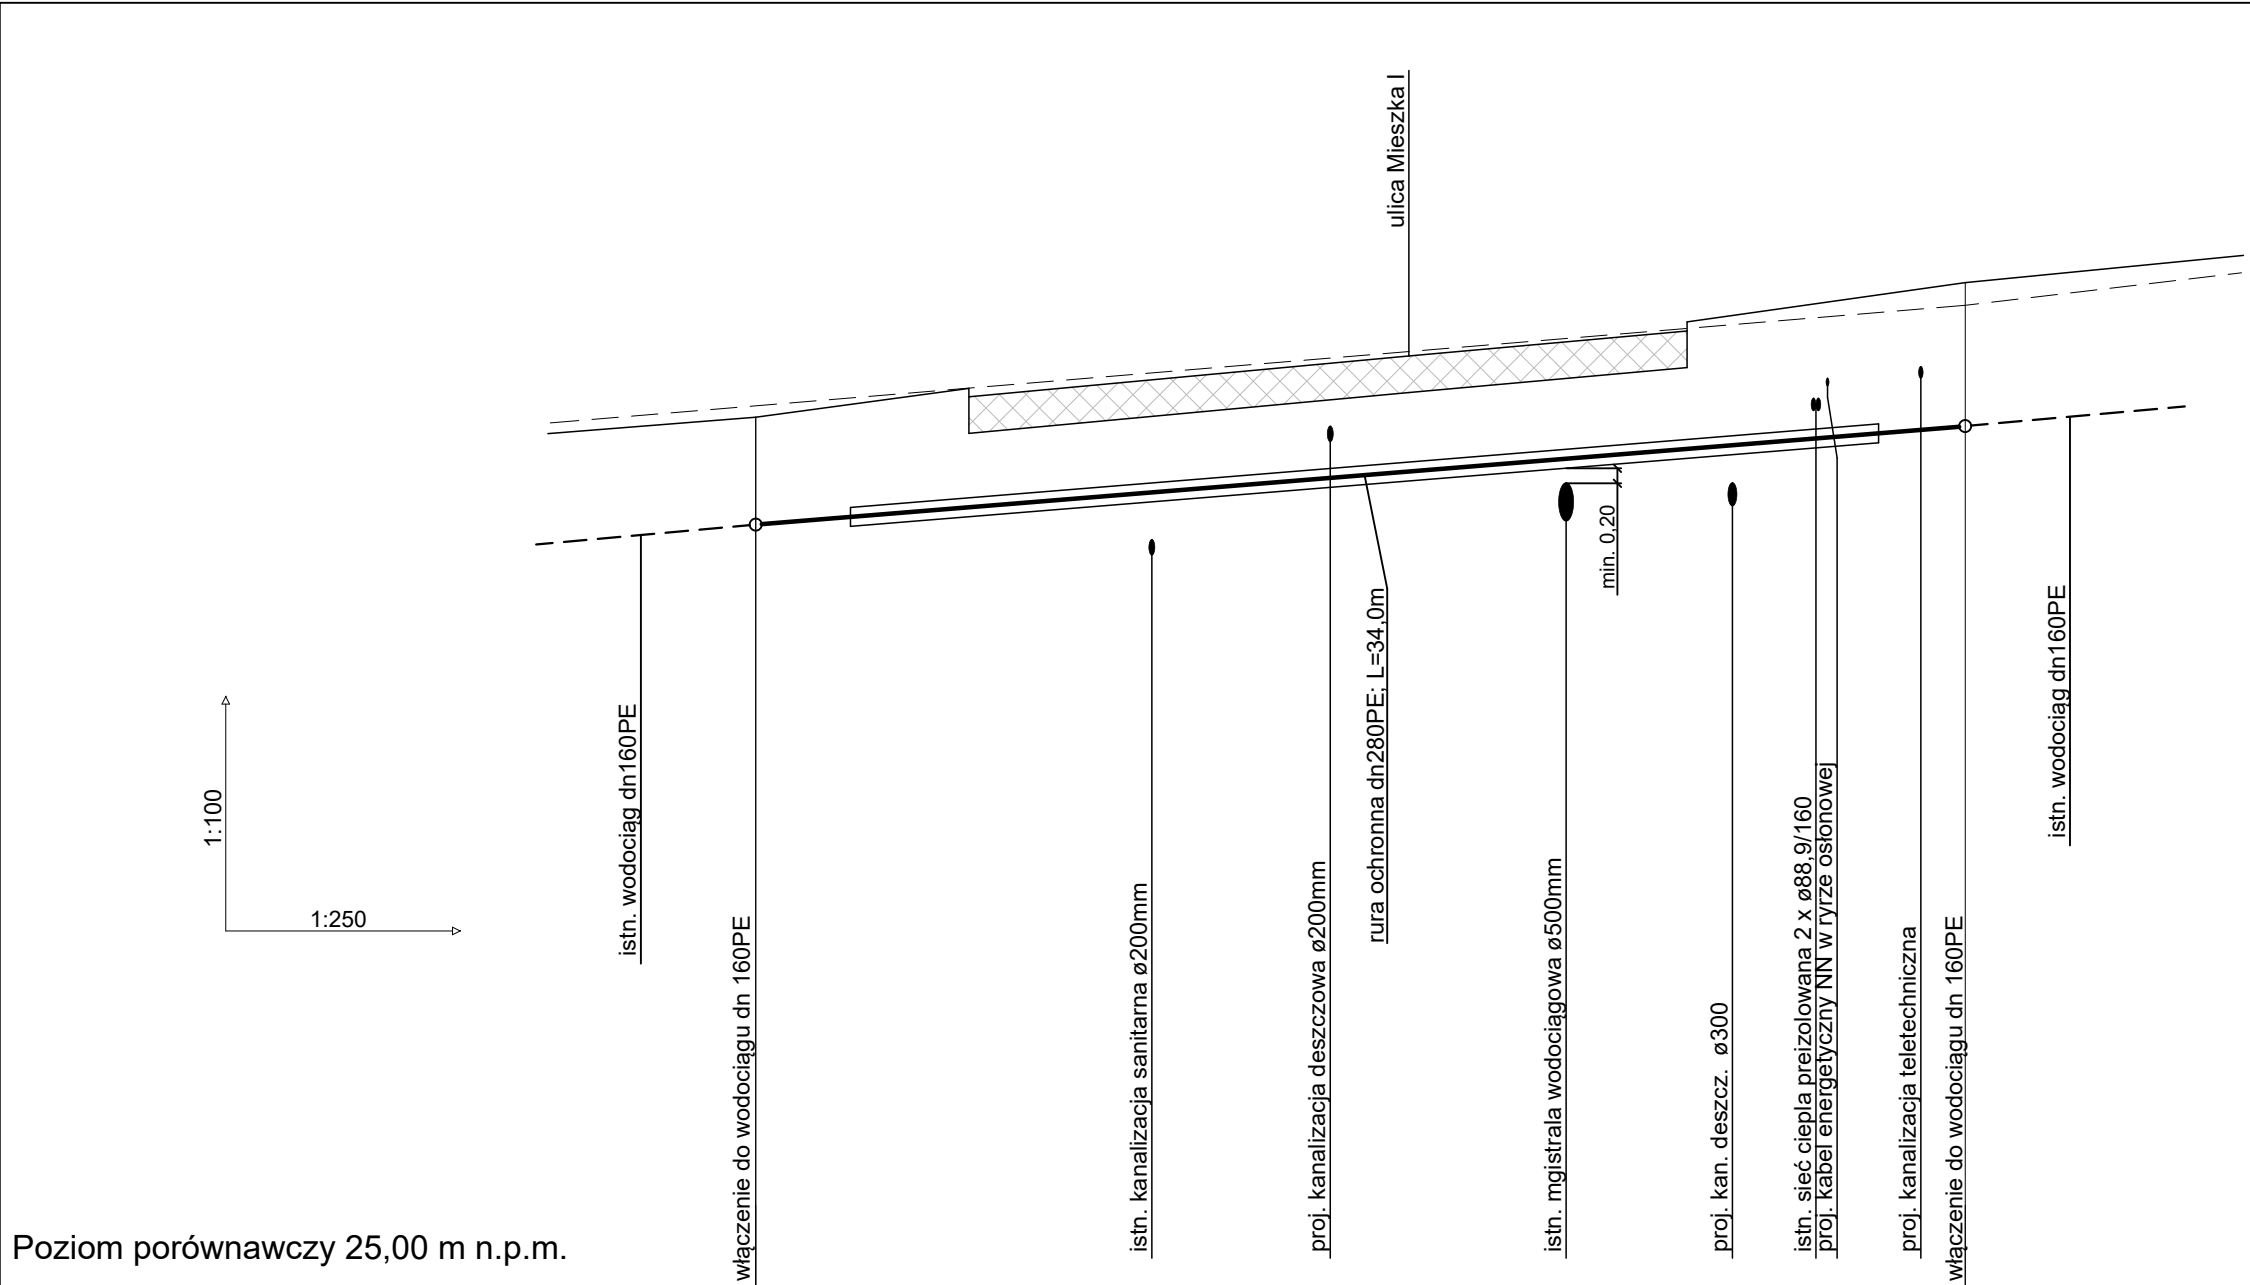 ulica Mieszka I
1:100
1:250
istn. wodociąg dn160PE
włączenie do wodociągu dn 160PE
istn. kanalizacja sanitarna ø200mm
proj. kanalizacja deszczowa ø200mm
rura ochronna dn280PE; L=34,0m
istn. mgistrala wodociągowa ø500mm
min. 0,20
proj. kan. deszcz. ø300
istn. sieć ciepla preizolowana 2 x ø88,9/160
proj. kabel energetyczny NN w ryrze osłonowej
proj. kanalizacja teletechniczna
włączenie do wodociągu dn 160PE
istn. wodociąg dn160PE
Poziom porównawczy 25,00 m n.p.m.